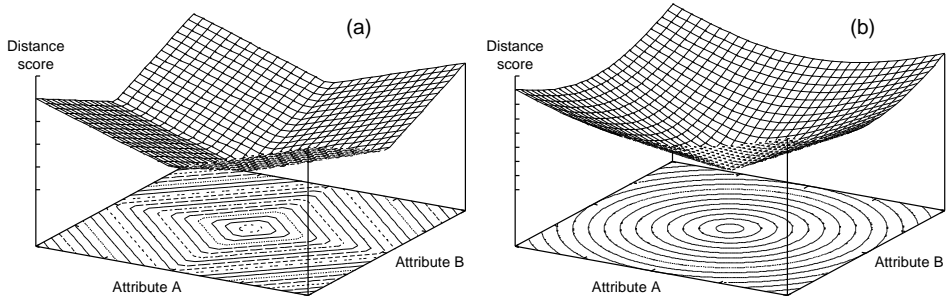 (a)
Distance
score
Attribute A
Attribute B
(b)
Distance
score
Attribute A
Attribute B